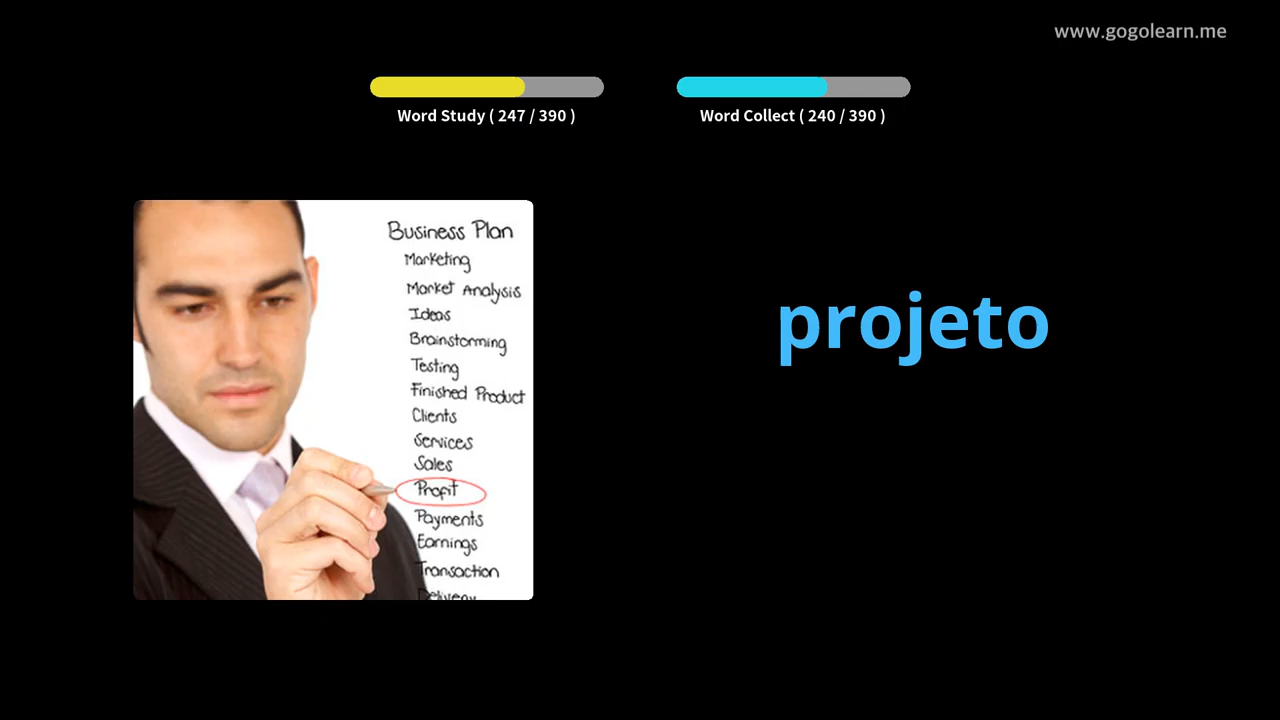 www.gogolearn.me
Word Study ( 247 / 390 )
Word Collect ( 240 / 390 )
Business Plan
Marketing
Market Analysis
Ideas
Brainstorming
Testing
Finished Product
Clients
Services
Sales
Profit
Payments
Earnings
Transaction
Delivery
projeto